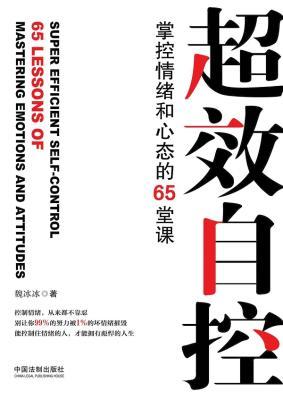 超效自控
掌控情绪和心态的65堂课
SUPER EFFICIENT SELF-CONTROL
65 LESSONS OF
MASTERING EMOTIONS AND ATTITUDES
魏冰冰◎著
控制情绪，从来都不靠忍
别让你99%的努力被1%的坏情绪损毁
能控制住情绪的人，才能拥有彪悍的人生
中国法制出版社
CHINA LEGAL PUBLISHING HOUSE